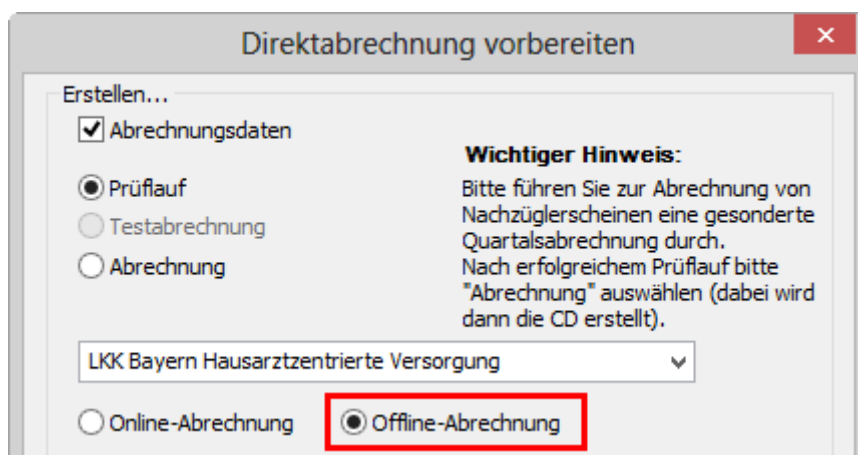 Direktabrechnung vorbereiten
Erstellen...
Abrechnungsdaten
Prüflauf
Testabrechnung
Abrechnung
Wichtiger Hinweis:
Bitte führen Sie zur Abrechnung von
Nachzüglerscheinen eine gesonderte
Quartalsabrechnung durch.
Nach erfolgreichem Prüflauf bitte
"Abrechnung" auswählen (dabei wird
dann die CD erstellt).
LKK Bayern Hausarztzentrierte Versorgung
Online-Abrechnung
Offline-Abrechnung